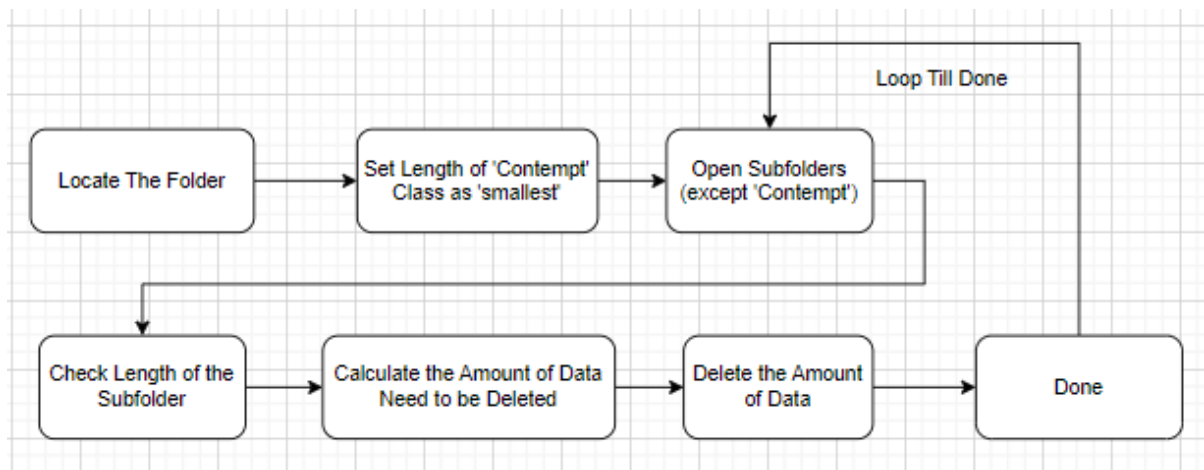 Loop Till Done
Locate The Folder
Set Length of 'Contempt'
Class as 'smallest'
Open Subfolders
(except 'Contempt')
Check Length of the
Subfolder
Calculate the Amount of Data
Need to be Deleted
Delete the Amount
of Data
Done